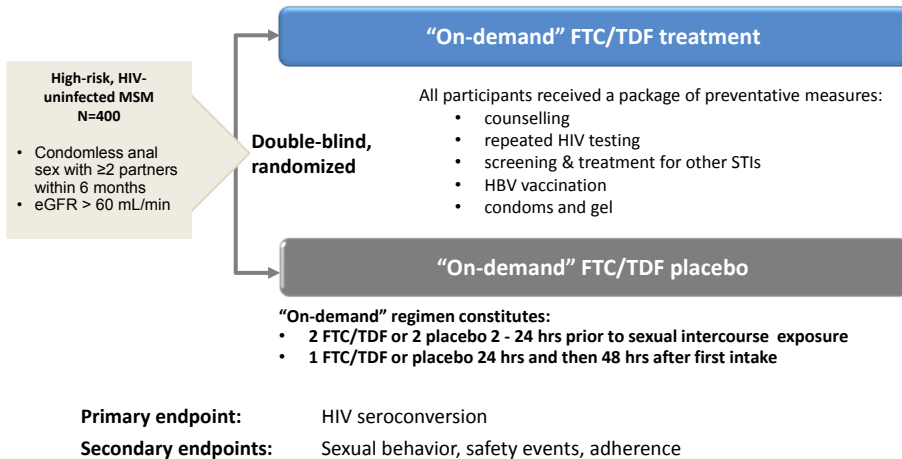 “On-demand” FTC/TDF treatment
High-risk, HIV-
uninfected MSM
N=400
• Condomless anal
sex with ≥2 partners
within 6 months
• eGFR > 60 mL/min
Double-blind,
randomized
All participants received a package of preventative measures:
• counselling
• repeated HIV testing
• screening & treatment for other STIs
• HBV vaccination
• condoms and gel
“On-demand” FTC/TDF placebo
“On-demand” regimen constitutes:
• 2 FTC/TDF or 2 placebo 2 - 24 hrs prior to sexual intercourse exposure
• 1 FTC/TDF or placebo 24 hrs and then 48 hrs after first intake
Primary endpoint: HIV seroconversion
Secondary endpoints: Sexual behavior, safety events, adherence